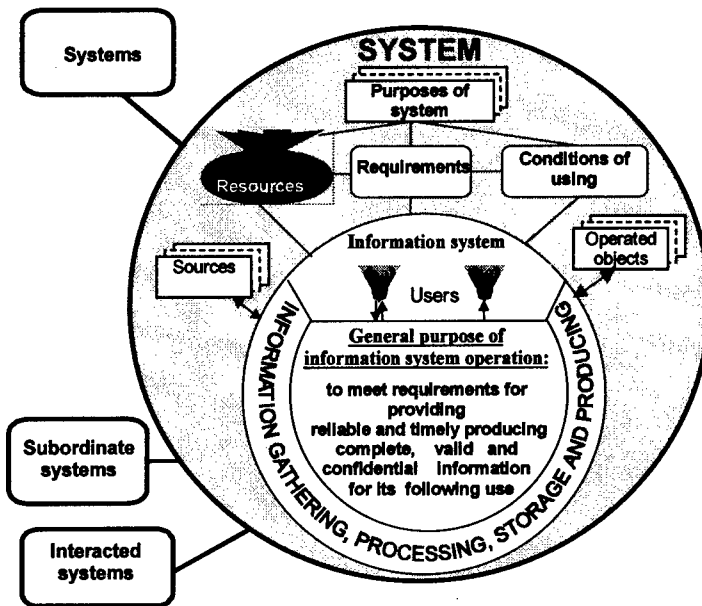 SYSTEM
Systems
Purposes of
system
Resources
Requirements
Conditions of
using
Information system
Sources
Operated
objects
Users
General purpose of
information system operation:
to meet requirements for
providing
reliable and timely producing
complete, valid and
confidential information
for its following use
INFORMATION GATHERING, PROCESSING, STORAGE AND PRODUCING
Subordinate
systems
Interacted
systems